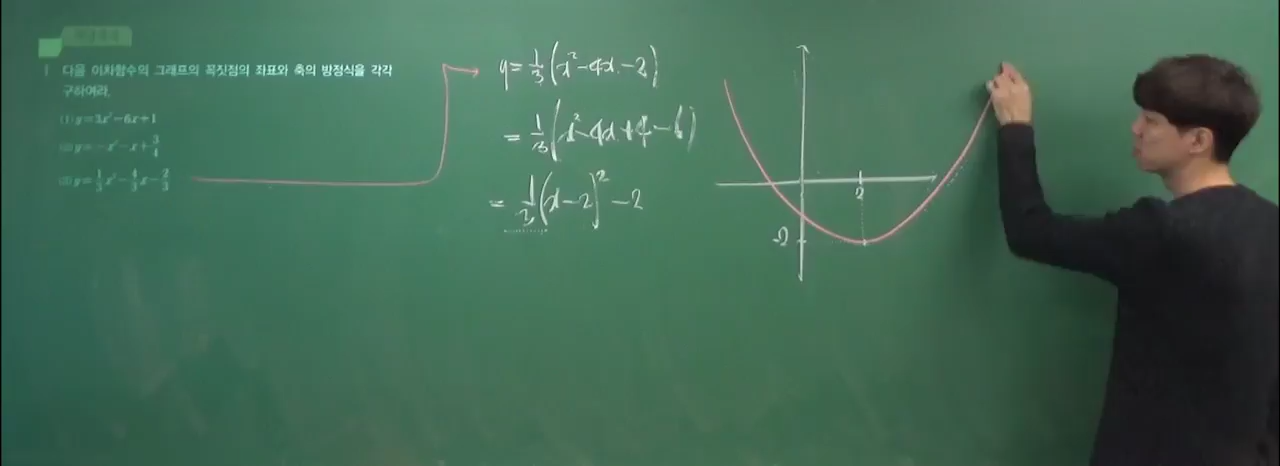 1 다음 이차함수의 그래프의 꼭짓점의 좌표와 축의 방정식을 각각
구하여라.
(1) y=3x²-6x+1
(2) y=-x²-x+3/4
(3) y=1/3x²-4/3x-2/3
y=1/3(x²-4x-2)
=1/3(x²-4x+4-6)
=1/3(x-2)²-2
2
-2